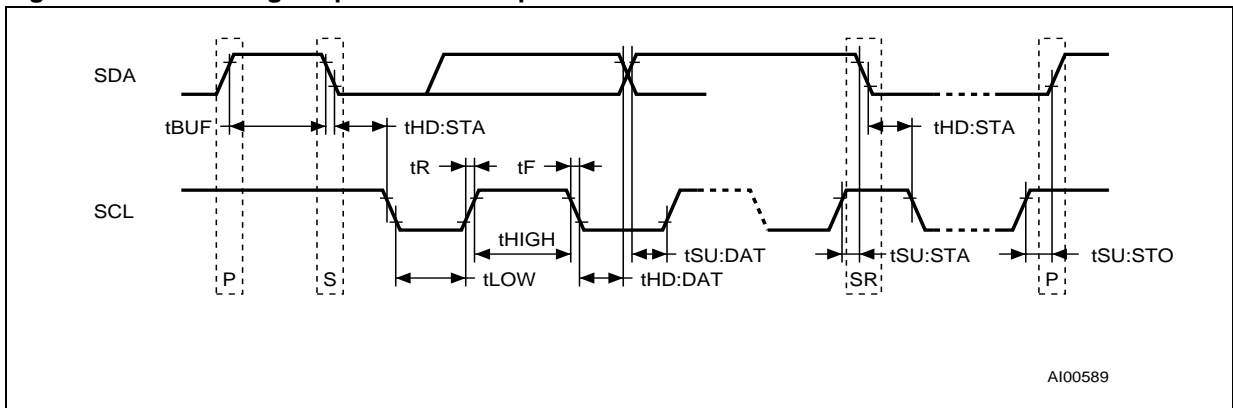 SDA
tBUF
tHD:STA
tHD:STA
tR
tF
SCL
tHIGH
tSU:DAT
tSU:STA
tSU:STO
P
S
tLOW
tHD:DAT
SR
P
AI00589